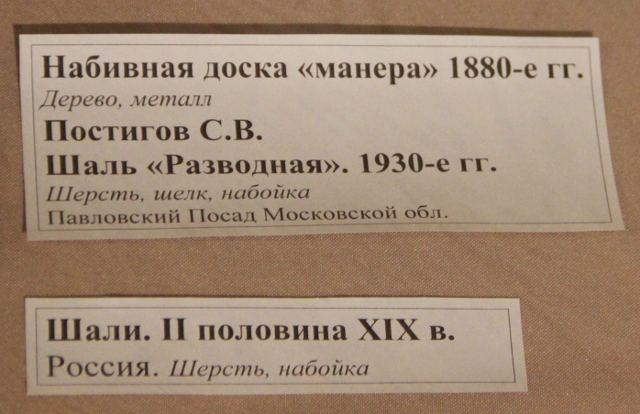 Набивная доска «манера» 1880-е гг.
Дерево, металл
Постигов С.В.
Шаль «Разводная». 1930-е гг.
Шерсть, шелк, набойка
Павловский Посад Московской обл.
Шали. II половина XIX в.
Россия. Шерсть, набойка